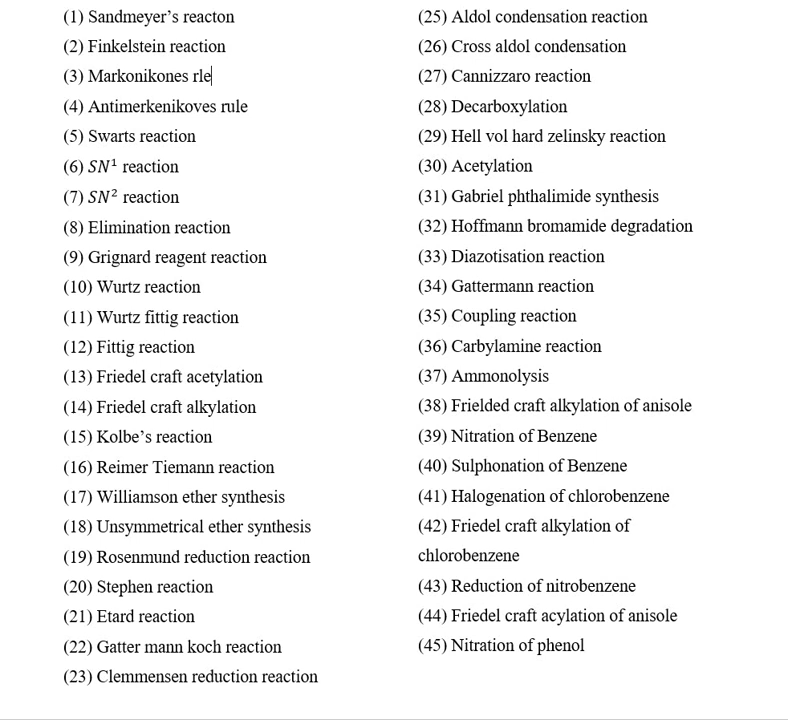 (1) Sandmeyer’s reacton
(2) Finkelstein reaction
(3) Markonikones rle
(4) Antimerkenikoves rule
(5) Swarts reaction
(6) SN¹ reaction
(7) SN² reaction
(8) Elimination reaction
(9) Grignard reagent reaction
(10) Wurtz reaction
(11) Wurtz fittig reaction
(12) Fittig reaction
(13) Friedel craft acetylation
(14) Friedel craft alkylation
(15) Kolbe’s reaction
(16) Reimer Tiemann reaction
(17) Williamson ether synthesis
(18) Unsymmetrical ether synthesis
(19) Rosenmund reduction reaction
(20) Stephen reaction
(21) Etard reaction
(22) Gatter mann koch reaction
(23) Clemmensen reduction reaction
(25) Aldol condensation reaction
(26) Cross aldol condensation
(27) Cannizzaro reaction
(28) Decarboxylation
(29) Hell vol hard zelinsky reaction
(30) Acetylation
(31) Gabriel phthalimide synthesis
(32) Hoffmann bromamide degradation
(33) Diazotisation reaction
(34) Gattermann reaction
(35) Coupling reaction
(36) Carbylamine reaction
(37) Ammonolysis
(38) Frielded craft alkylation of anisole
(39) Nitration of Benzene
(40) Sulphonation of Benzene
(41) Halogenation of chlorobenzene
(42) Friedel craft alkylation of
chlorobenzene
(43) Reduction of nitrobenzene
(44) Friedel craft acylation of anisole
(45) Nitration of phenol